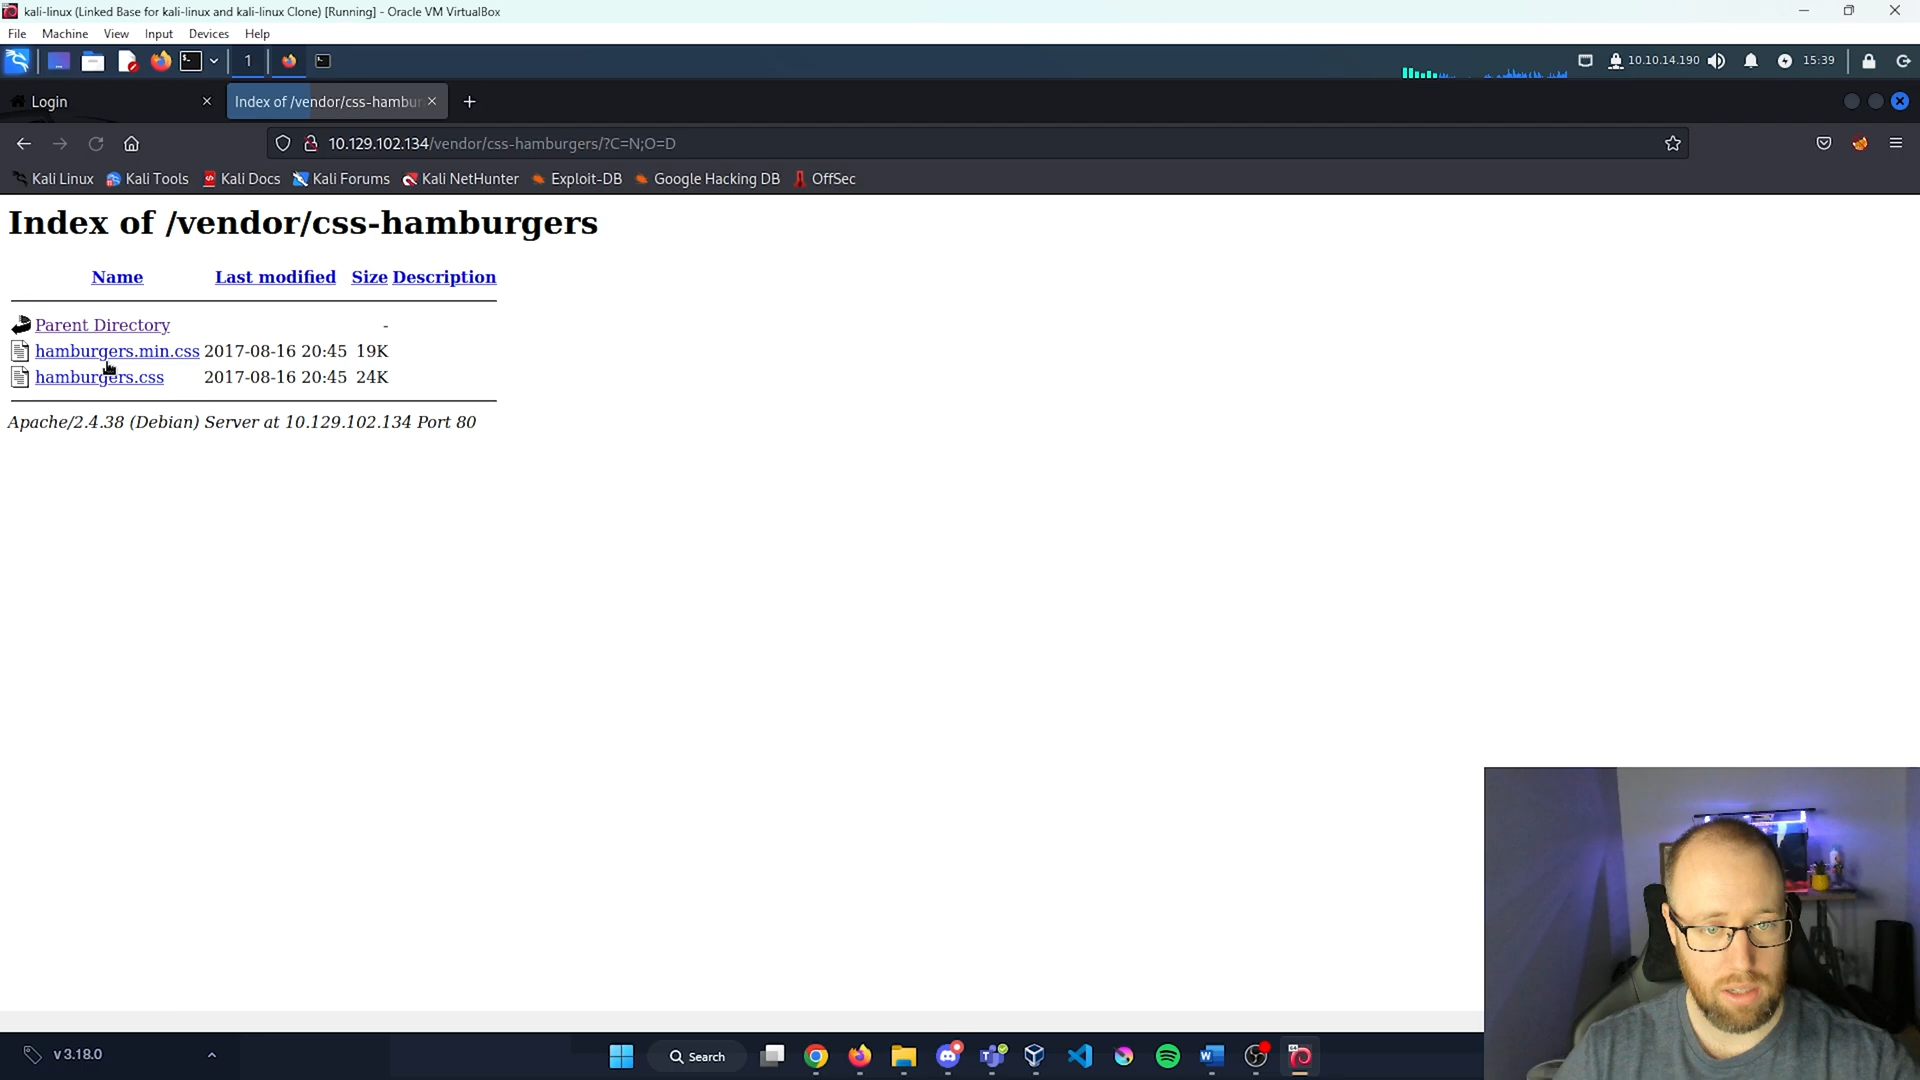 kali-linux (Linked Base for kali-linux and kali-linux Clone) [Running] - Oracle VM VirtualBox
File Machine View Input Devices Help
1 10.10.14.190 15:39
Login Index of /vendor/css-hambur
10.129.102.134/vendor/css-hamburgers/?C=N;O=D
Kali Linux Kali Tools Kali Docs Kali Forums Kali NetHunter Exploit-DB Google Hacking DB OffSec
Index of /vendor/css-hamburgers
Name Last modified Size Description
Parent Directory -
hamburgers.min.css 2017-08-16 20:45 19K
hamburgers.css 2017-08-16 20:45 24K
Apache/2.4.38 (Debian) Server at 10.129.102.134 Port 80
v 3.18.0 Search